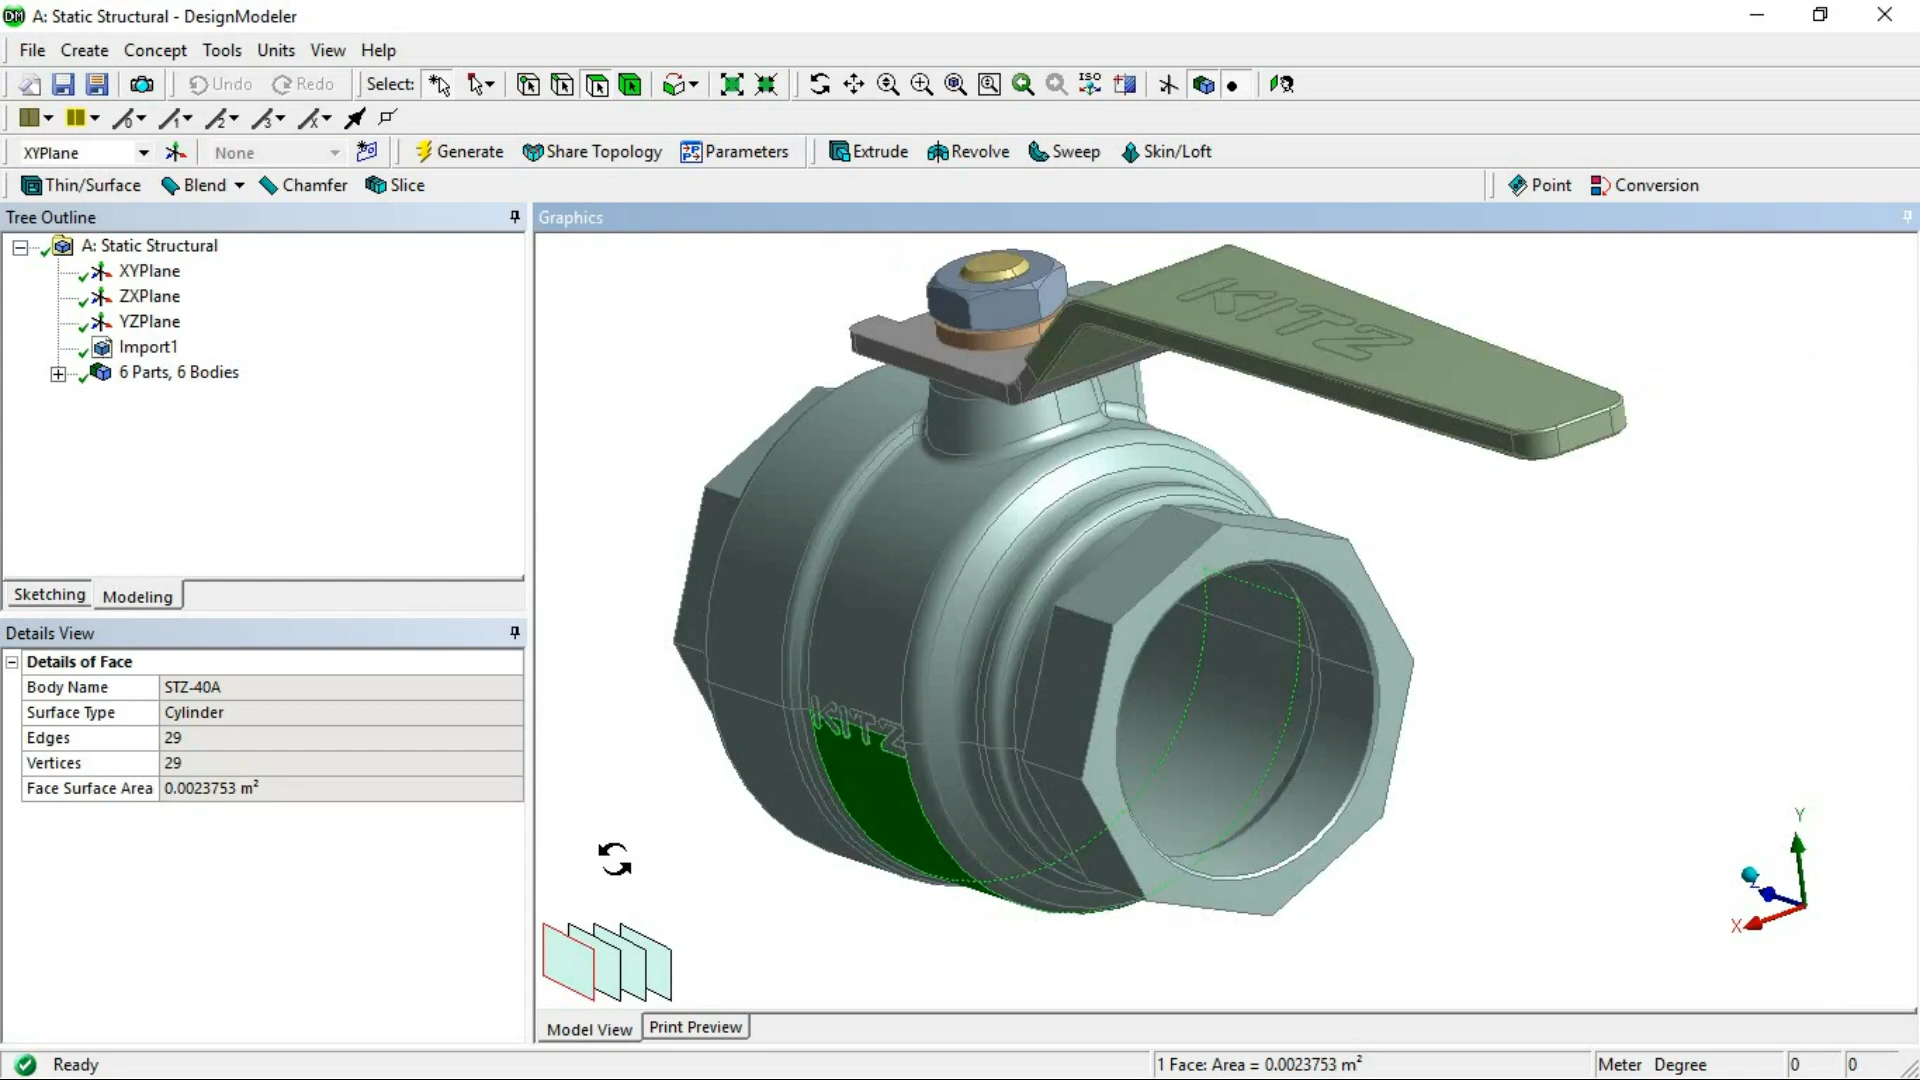 DM A: Static Structural - DesignModeler
File Create Concept Tools Units View Help
Undo Redo Select: ISO
XYPlane None Generate Share Topology Parameters Extrude Revolve Sweep Skin/Loft
Thin/Surface Blend Chamfer Slice Point Conversion
Tree Outline
A: Static Structural
XYPlane
ZXPlane
YZPlane
Import1
6 Parts, 6 Bodies
Sketching Modeling
Details View
Details of Face
Body Name STZ-40A
Surface Type Cylinder
Edges 29
Vertices 29
Face Surface Area 0.0023753 m²
Graphics
KITZ
KITZ
Y
Z
X
Model View Print Preview
Ready 1 Face: Area = 0.0023753 m² Meter Degree 0 0